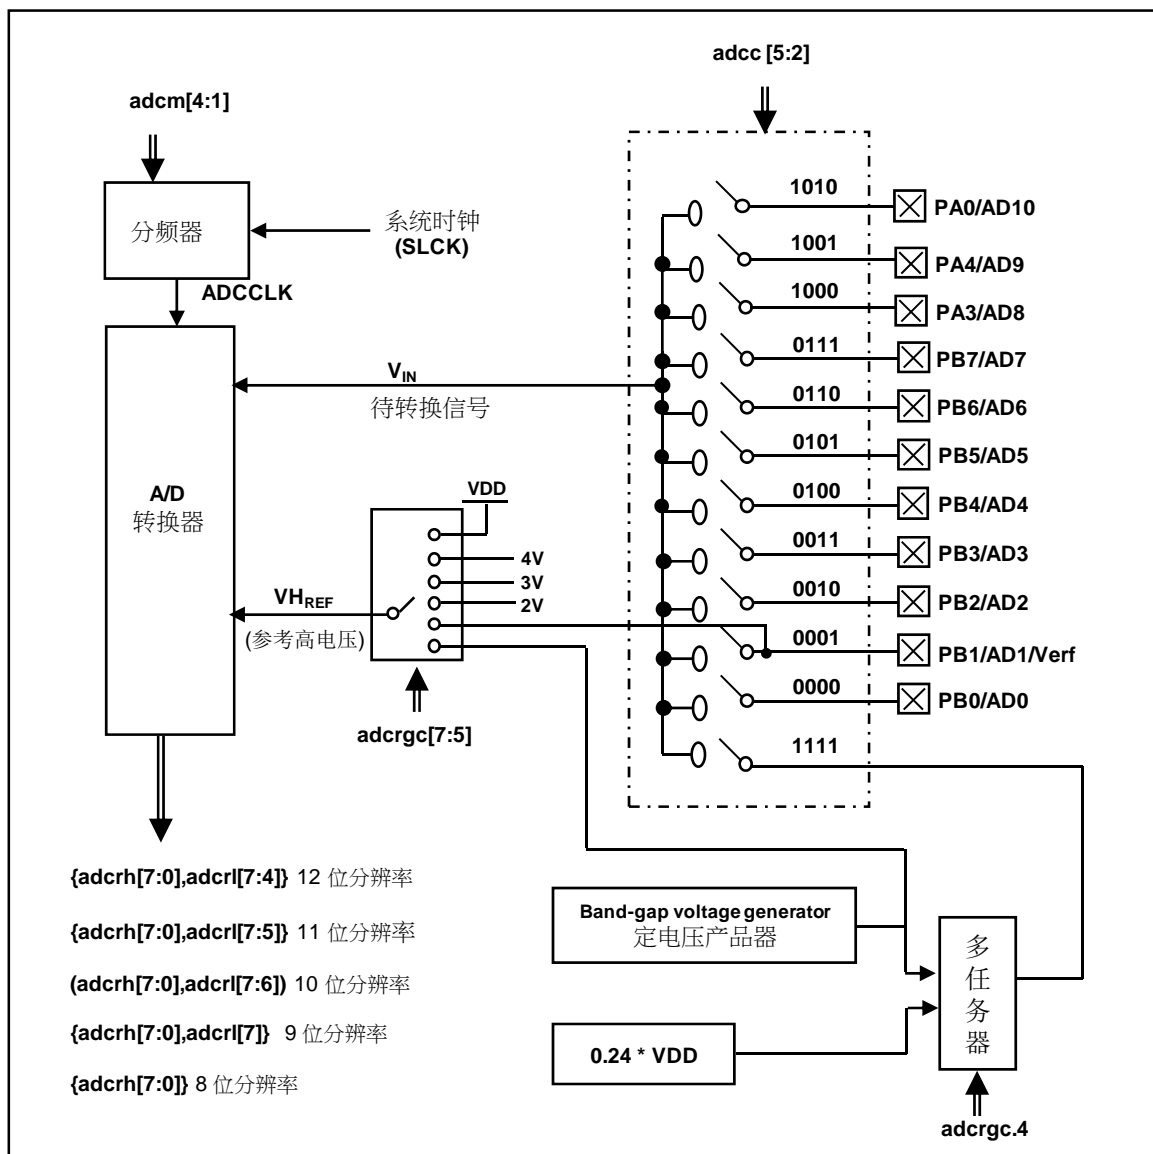 adcc [5:2]
adcm[4:1]
分频器
系统时钟
(SLCK)
ADCCLK
1010
PA0/AD10
1001
PA4/AD9
1000
PA3/AD8
0111
PB7/AD7
VIN
待转换信号
0110
PB6/AD6
0101
PB5/AD5
A/D
转换器
VDD
0100
PB4/AD4
4V
0011
PB3/AD3
3V
2V
0010
PB2/AD2
VHREF
(参考高电压)
0001
PB1/AD1/Verf
0000
PB0/AD0
adcrgc[7:5]
1111
{adcrh[7:0],adcrl[7:4]} 12 位分辨率
{adcrh[7:0],adcrl[7:5]} 11 位分辨率
(adcrh[7:0],adcrl[7:6]) 10 位分辨率
{adcrh[7:0],adcrl[7]} 9 位分辨率
{adcrh[7:0]} 8 位分辨率
Band-gap voltage generator
定电压产品器
0.24 * VDD
多任务器
adcrgc.4